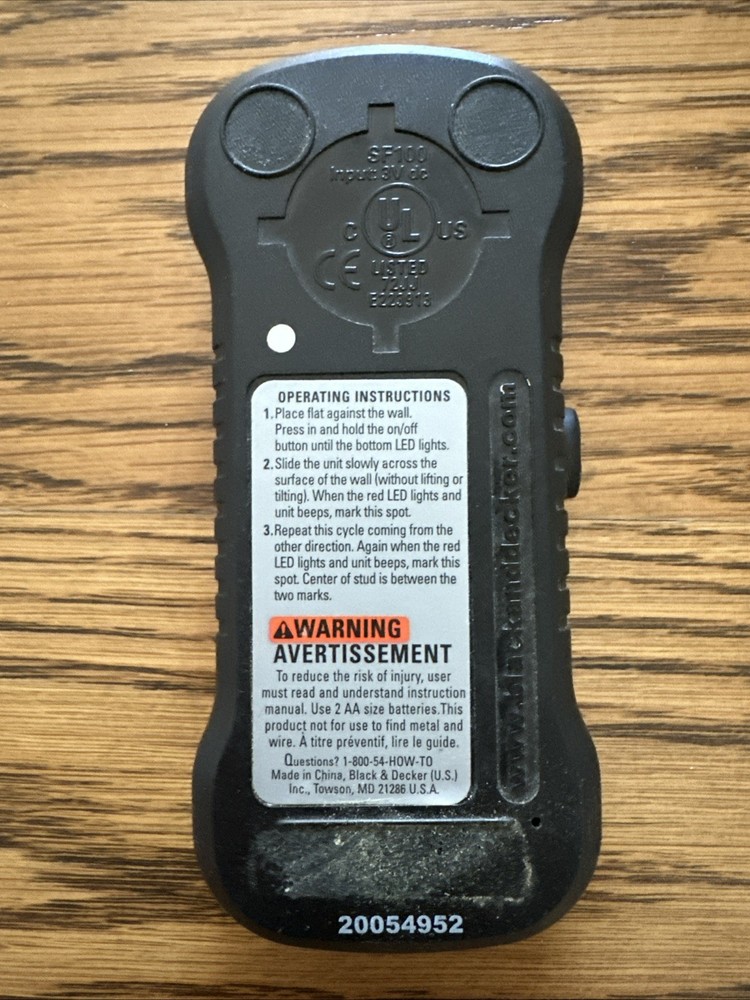 SF100
Input: 3V dc
C UL US
®
LISTED
CE
E225913
OPERATING INSTRUCTIONS
1. Place flat against the wall.
Press in and hold the on/off
button until the bottom LED lights.
2. Slide the unit slowly across the
surface of the wall (without lifting or
tilting). When the red LED lights and
unit beeps, mark this spot.
3. Repeat this cycle coming from the
other direction. Again when the red
LED lights and unit beeps, mark this
spot. Center of stud is between the
two marks.
WARNING
AVERTISSEMENT
To reduce the risk of injury, user
must read and understand instruction
manual. Use 2 AA size batteries.This
product not for use to find metal and
wire. À titre préventif, lire le guide.
Questions? 1-800-54-HOW-TO
Made in China, Black & Decker (U.S.)
Inc., Towson, MD 21286 U.S.A.
www.blackanddecker.com
20054952